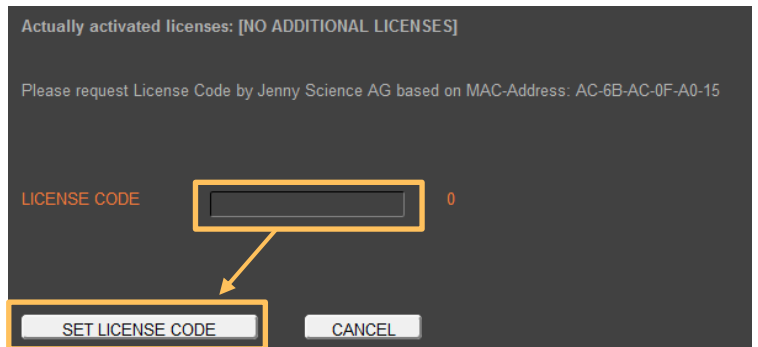 Actually activated licenses: [NO ADDITIONAL LICENSES]
Please request License Code by Jenny Science AG based on MAC-Address: AC-6B-AC-0F-A0-15
LICENSE CODE 0
SET LICENSE CODE CANCEL